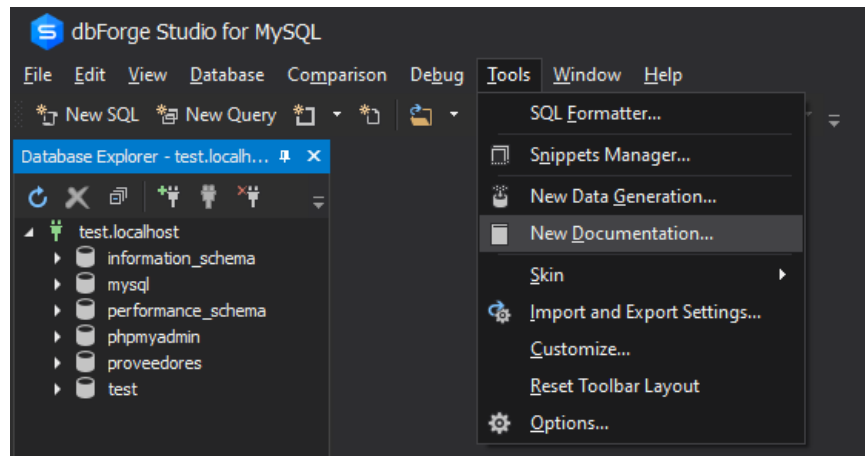 dbForge Studio for MySQL
File Edit View Database Comparison Debug Tools Window Help
New SQL New Query
Database Explorer - test.localh...
test.localhost
information_schema
mysql
performance_schema
phpmyadmin
proveedores
test
SQL Formatter...
Snippets Manager...
New Data Generation...
New Documentation...
Skin
Import and Export Settings...
Customize...
Reset Toolbar Layout
Options...